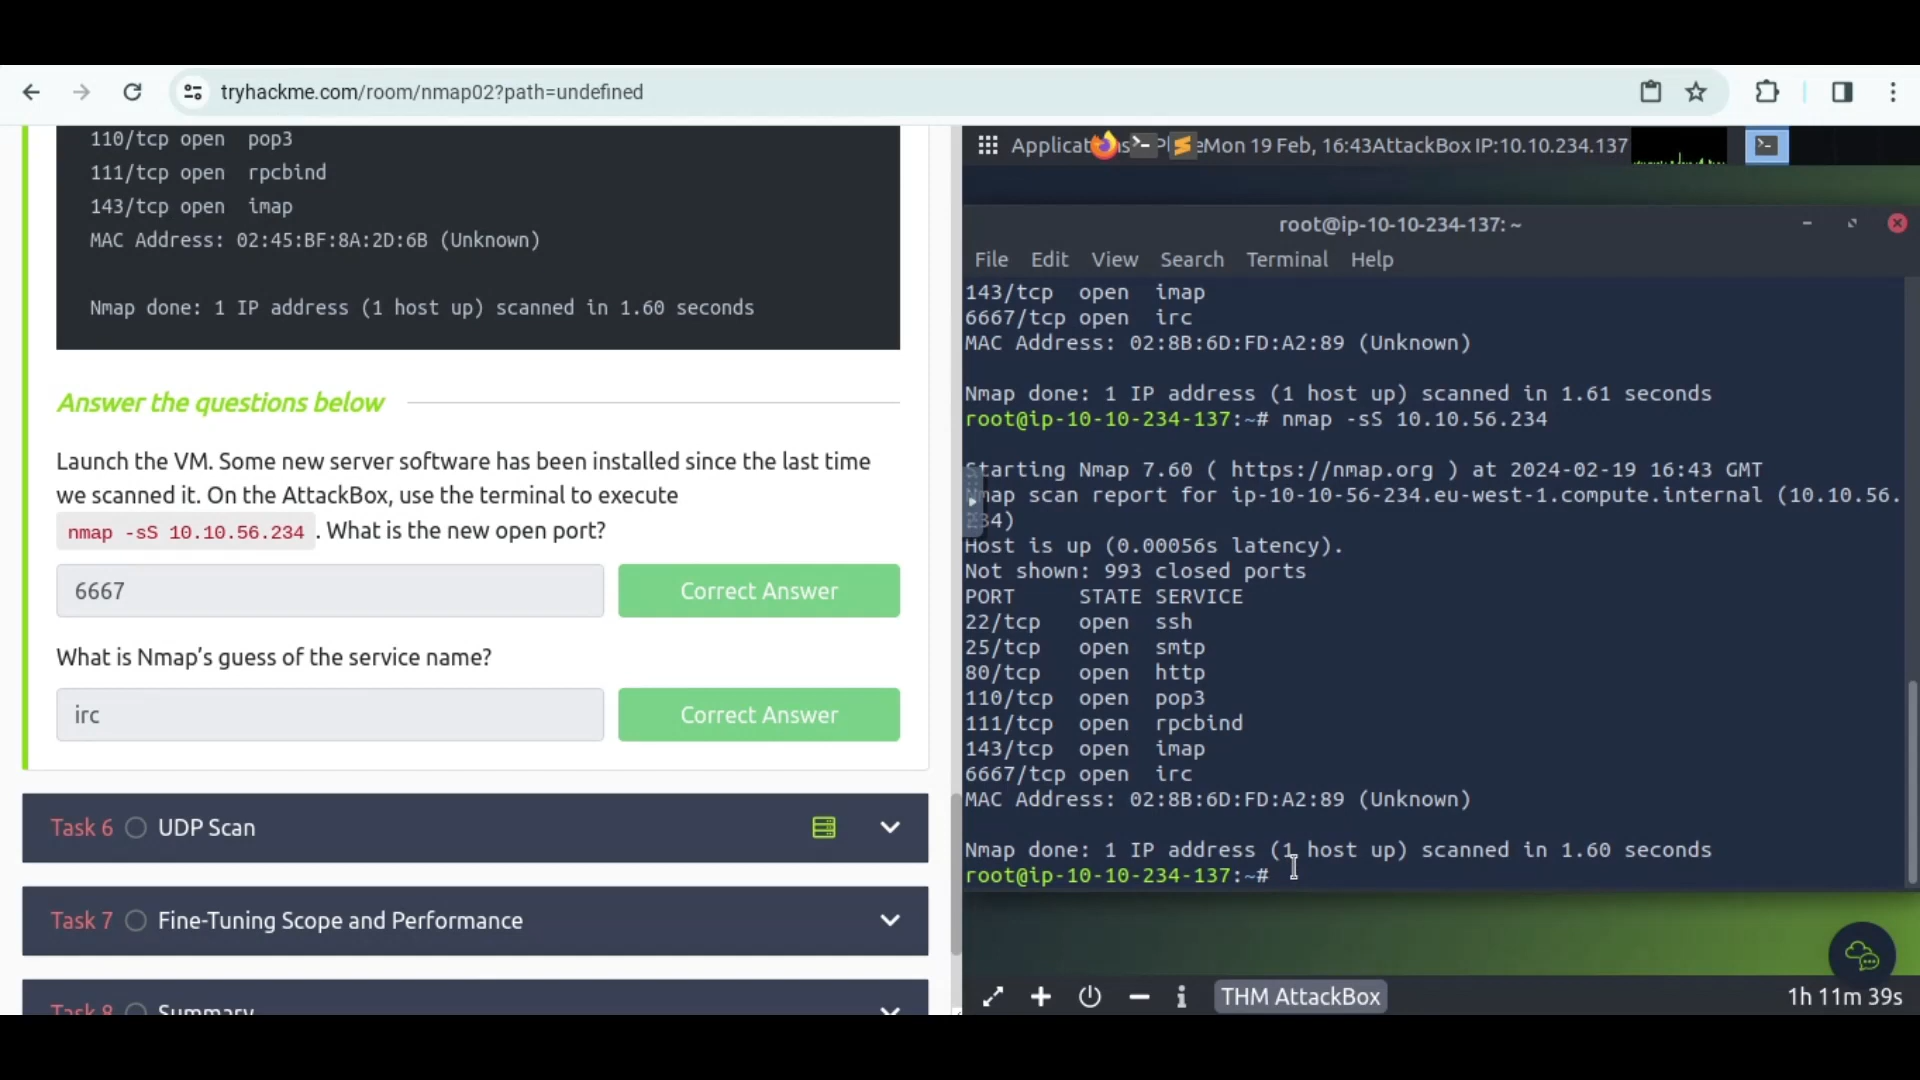 tryhackme.com/room/nmap02?path=undefined
110/tcp open pop3
111/tcp open rpcbind
143/tcp open imap
MAC Address: 02:45:BF:8A:2D:6B (Unknown)
Nmap done: 1 IP address (1 host up) scanned in 1.60 seconds
Answer the questions below
Launch the VM. Some new server software has been installed since the last time
we scanned it. On the AttackBox, use the terminal to execute
nmap -sS 10.10.56.234 . What is the new open port?
6667
Correct Answer
What is Nmap’s guess of the service name?
irc
Correct Answer
Task 6 UDP Scan
Task 7 Fine-Tuning Scope and Performance
Task 8 Summary
Mon 19 Feb, 16:43 AttackBox IP:10.10.234.137
root@ip-10-10-234-137: ~
File Edit View Search Terminal Help
143/tcp open imap
6667/tcp open irc
MAC Address: 02:8B:6D:FD:A2:89 (Unknown)
Nmap done: 1 IP address (1 host up) scanned in 1.61 seconds
root@ip-10-10-234-137:~# nmap -sS 10.10.56.234
Starting Nmap 7.60 ( https://nmap.org ) at 2024-02-19 16:43 GMT
Nmap scan report for ip-10-10-56-234.eu-west-1.compute.internal (10.10.56.
234)
Host is up (0.00056s latency).
Not shown: 993 closed ports
PORT STATE SERVICE
22/tcp open ssh
25/tcp open smtp
80/tcp open http
110/tcp open pop3
111/tcp open rpcbind
143/tcp open imap
6667/tcp open irc
MAC Address: 02:8B:6D:FD:A2:89 (Unknown)
Nmap done: 1 IP address (1 host up) scanned in 1.60 seconds
root@ip-10-10-234-137:~#
THM AttackBox
1h 11m 39s